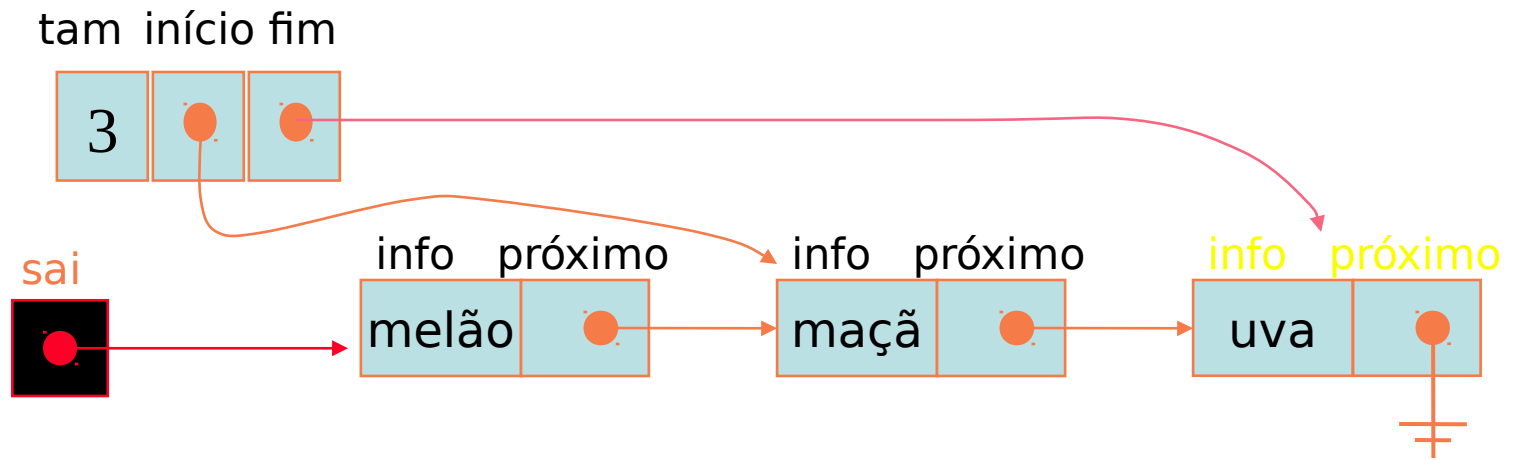 tam início fim
3
sai
info próximo info próximo info próximo
melão maçã uva